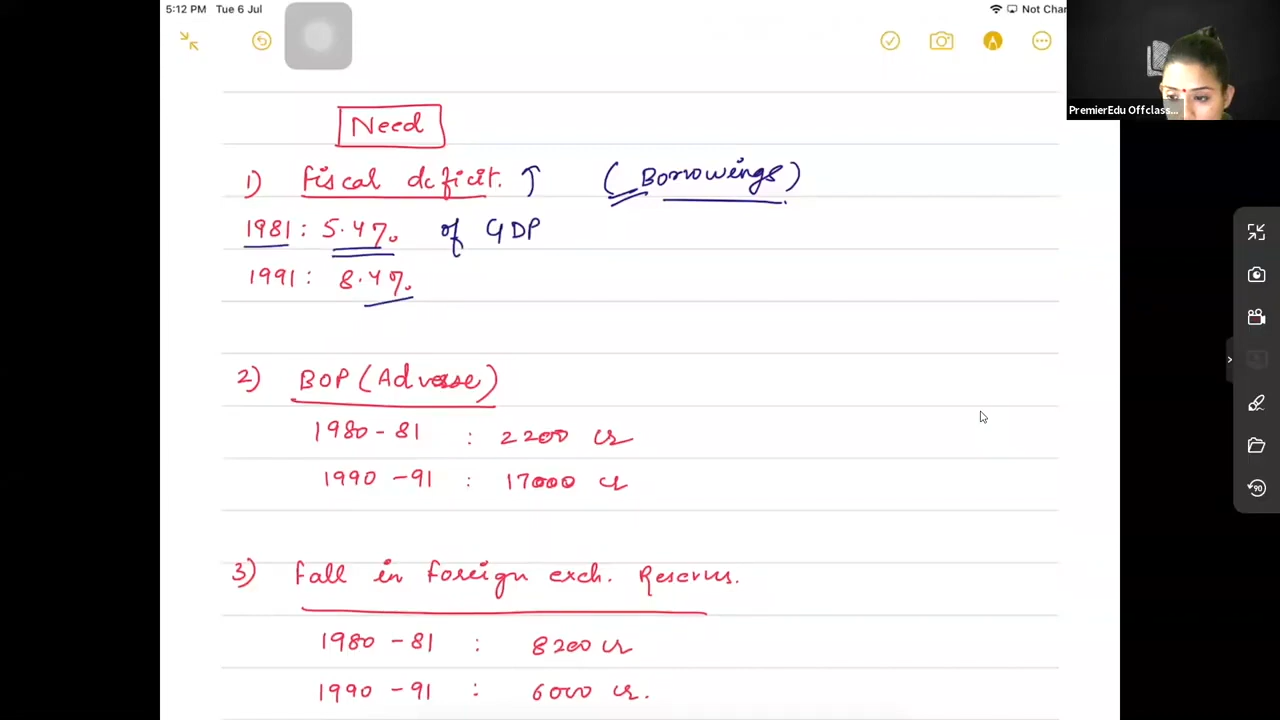 5:12 PM Tue 6 Jul
Not Char
PremierEdu Offclass...
Need
1) Fiscal deficit. ↑ (Borrowings)
1981 : 5.4%. of GDP
1991 : 8.4%.
2) BOP (Adverse)
1980-81 : 2200 cr
1990-91 : 17000 cr
3) Fall in foreign exch. Reserves.
1980-81 : 8200 cr
1990-91 : 6000 cr.
90